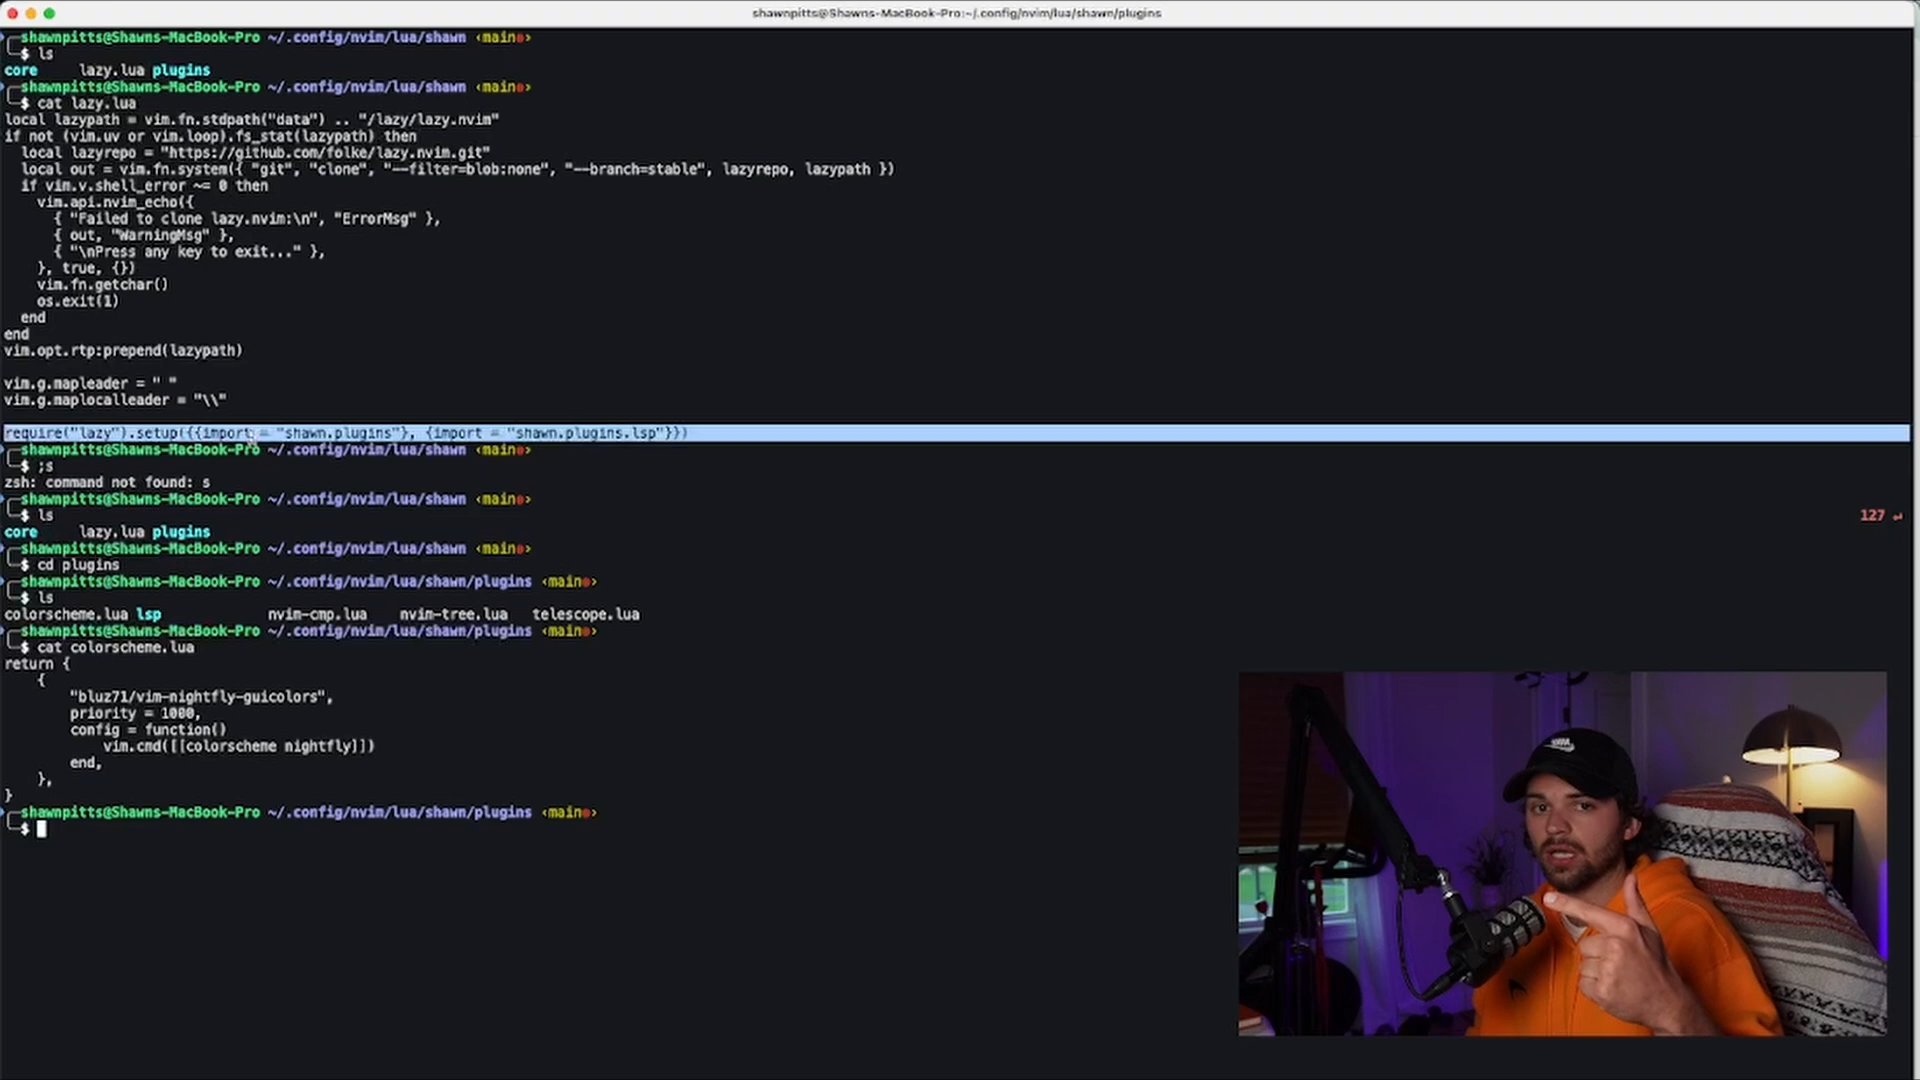 shawnpitts@Shawns-MacBook-Pro:~/.config/nvim/lua/shawn/plugins
shawnpitts@Shawns-MacBook-Pro ~/.config/nvim/lua/shawn ‹main●›
$ ls
core lazy.lua plugins
shawnpitts@Shawns-MacBook-Pro ~/.config/nvim/lua/shawn ‹main●›
$ cat lazy.lua
local lazypath = vim.fn.stdpath("data") .. "/lazy/lazy.nvim"
if not (vim.uv or vim.loop).fs_stat(lazypath) then
  local lazyrepo = "https://github.com/folke/lazy.nvim.git"
  local out = vim.fn.system({ "git", "clone", "--filter=blob:none", "--branch=stable", lazyrepo, lazypath })
  if vim.v.shell_error ~= 0 then
    vim.api.nvim_echo({
      { "Failed to clone lazy.nvim:\n", "ErrorMsg" },
      { out, "WarningMsg" },
      { "\nPress any key to exit..." },
    }, true, {})
    vim.fn.getchar()
    os.exit(1)
  end
end
vim.opt.rtp:prepend(lazypath)
vim.g.mapleader = " "
vim.g.maplocalleader = "\\"
require("lazy").setup({{import = "shawn.plugins"}, {import = "shawn.plugins.lsp"}})
shawnpitts@Shawns-MacBook-Pro ~/.config/nvim/lua/shawn ‹main●›
$ ;s
zsh: command not found: s
shawnpitts@Shawns-MacBook-Pro ~/.config/nvim/lua/shawn ‹main●›
$ ls 127 ↵
core lazy.lua plugins
shawnpitts@Shawns-MacBook-Pro ~/.config/nvim/lua/shawn ‹main●›
$ cd plugins
shawnpitts@Shawns-MacBook-Pro ~/.config/nvim/lua/shawn/plugins ‹main●›
$ ls
colorscheme.lua lsp nvim-cmp.lua nvim-tree.lua telescope.lua
shawnpitts@Shawns-MacBook-Pro ~/.config/nvim/lua/shawn/plugins ‹main●›
$ cat colorscheme.lua
return {
    {
        "bluz71/vim-nightfly-guicolors",
        priority = 1000,
        config = function()
            vim.cmd([[colorscheme nightfly]])
        end,
    },
}
shawnpitts@Shawns-MacBook-Pro ~/.config/nvim/lua/shawn/plugins ‹main●›
$